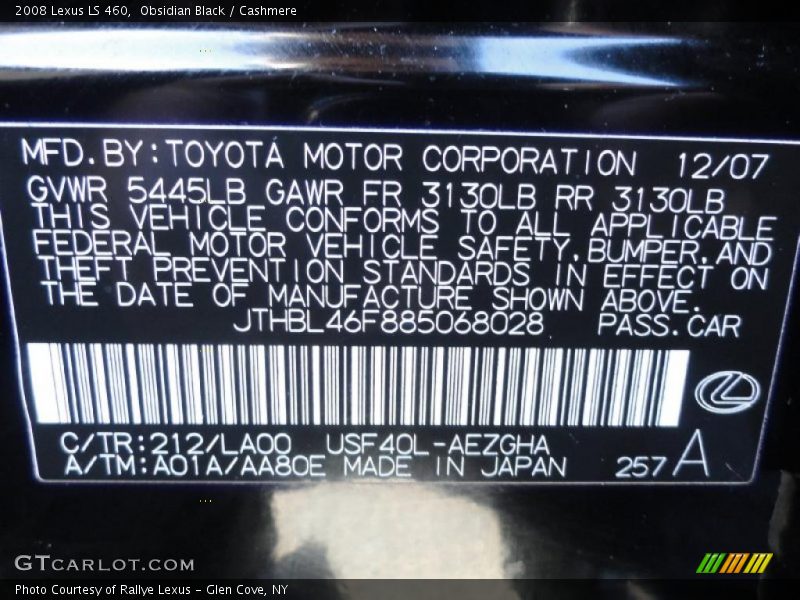 2008 Lexus LS 460, Obsidian Black / Cashmere
MFD.BY:TOYOTA MOTOR CORPORATION 12/07
GVWR 5445LB GAWR FR 3130LB RR 3130LB
THIS VEHICLE CONFORMS TO ALL APPLICABLE
FEDERAL MOTOR VEHICLE SAFETY,BUMPER,AND
THEFT PREVENTION STANDARDS IN EFFECT ON
THE DATE OF MANUFACTURE SHOWN ABOVE.
JTHBL46F885068028 PASS.CAR
C/TR:212/LA00 USF40L-AEZGHA
A/TM:A01A/AA80E MADE IN JAPAN 257 A
GTCARLOT.COM
Photo Courtesy of Rallye Lexus - Glen Cove, NY